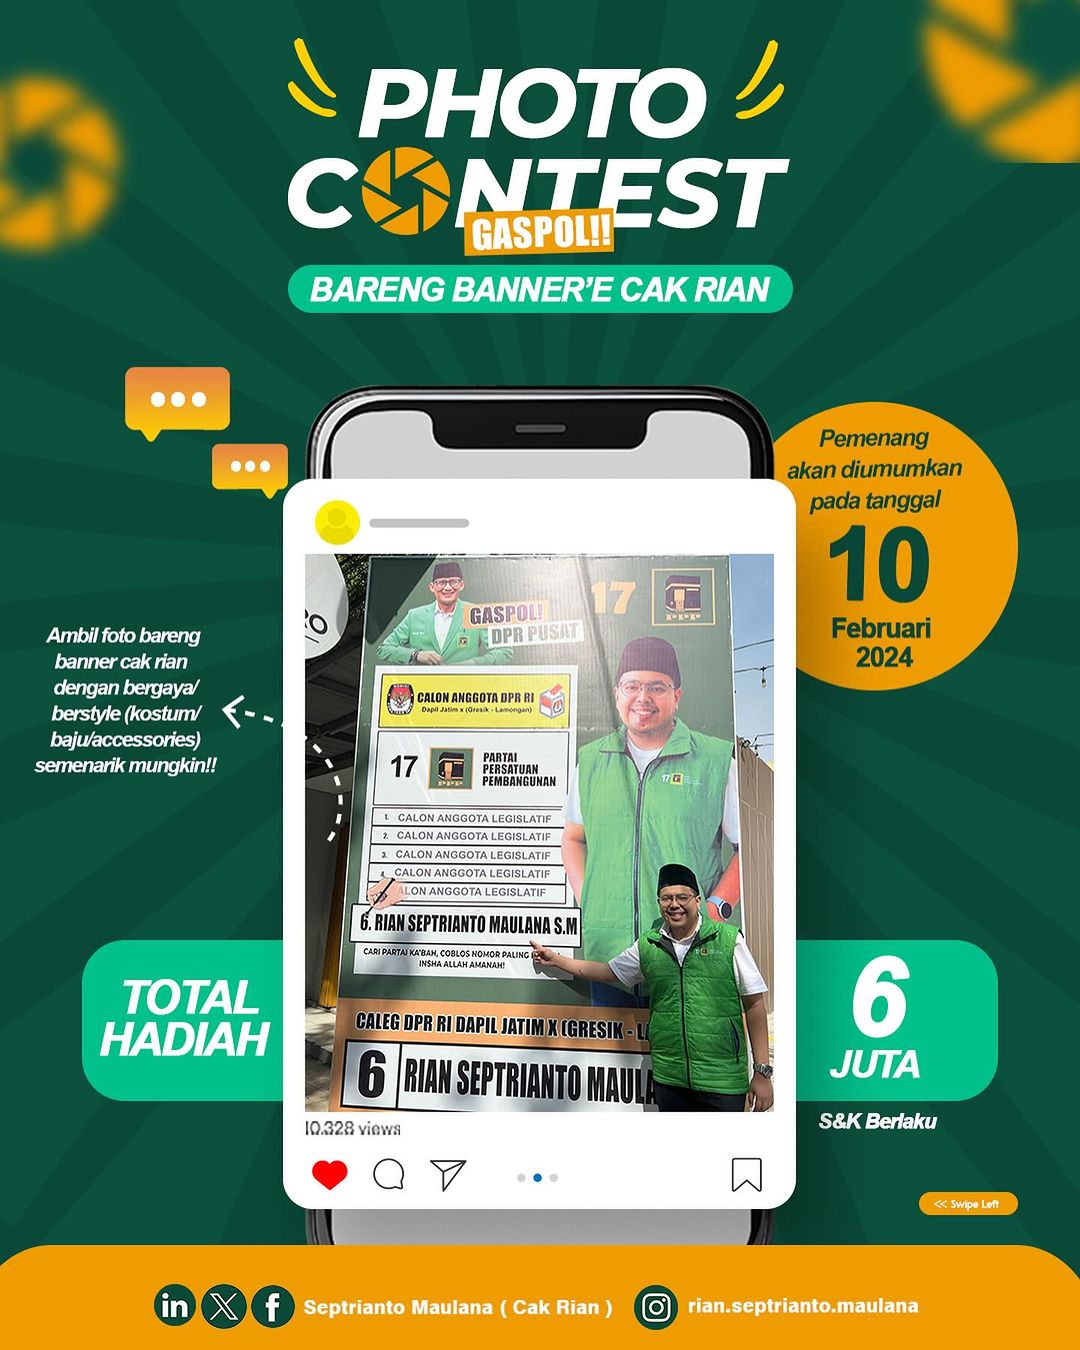 PHOTO
CONTEST
GASPOL!!
BARENG BANNER'E CAK RIAN
Pemenang
akan diumumkan
pada tanggal
10
Februari
2024
Ambil foto bareng
banner cak rian
dengan bergaya/
berstyle (kostum/
baju/accessories)
semenarik mungkin!!
GASPOL!
DPR PUSAT
17
PPP
CALON ANGGOTA DPR RI
Dapil Jatim x (Gresik - Lamongan)
17
PPP
PARTAI
PERSATUAN
PEMBANGUNAN
1. CALON ANGGOTA LEGISLATIF
2. CALON ANGGOTA LEGISLATIF
3. CALON ANGGOTA LEGISLATIF
4. CALON ANGGOTA LEGISLATIF
ALON ANGGOTA LEGISLATIF
6. RIAN SEPTRIANTO MAULANA S.M
CARI PARTAI KA'BAH, COBLOS NOMOR PALING
INSHA ALLAH AMANAH!
17
CALEG DPR RI DAPIL JATIM X (GRESIK - L
6 RIAN SEPTRIANTO MAULA
TOTAL
HADIAH
6
JUTA
S&K Berlaku
10.328 views
<< Swipe Left
in X f Septrianto Maulana ( Cak Rian )
rian.septrianto.maulana